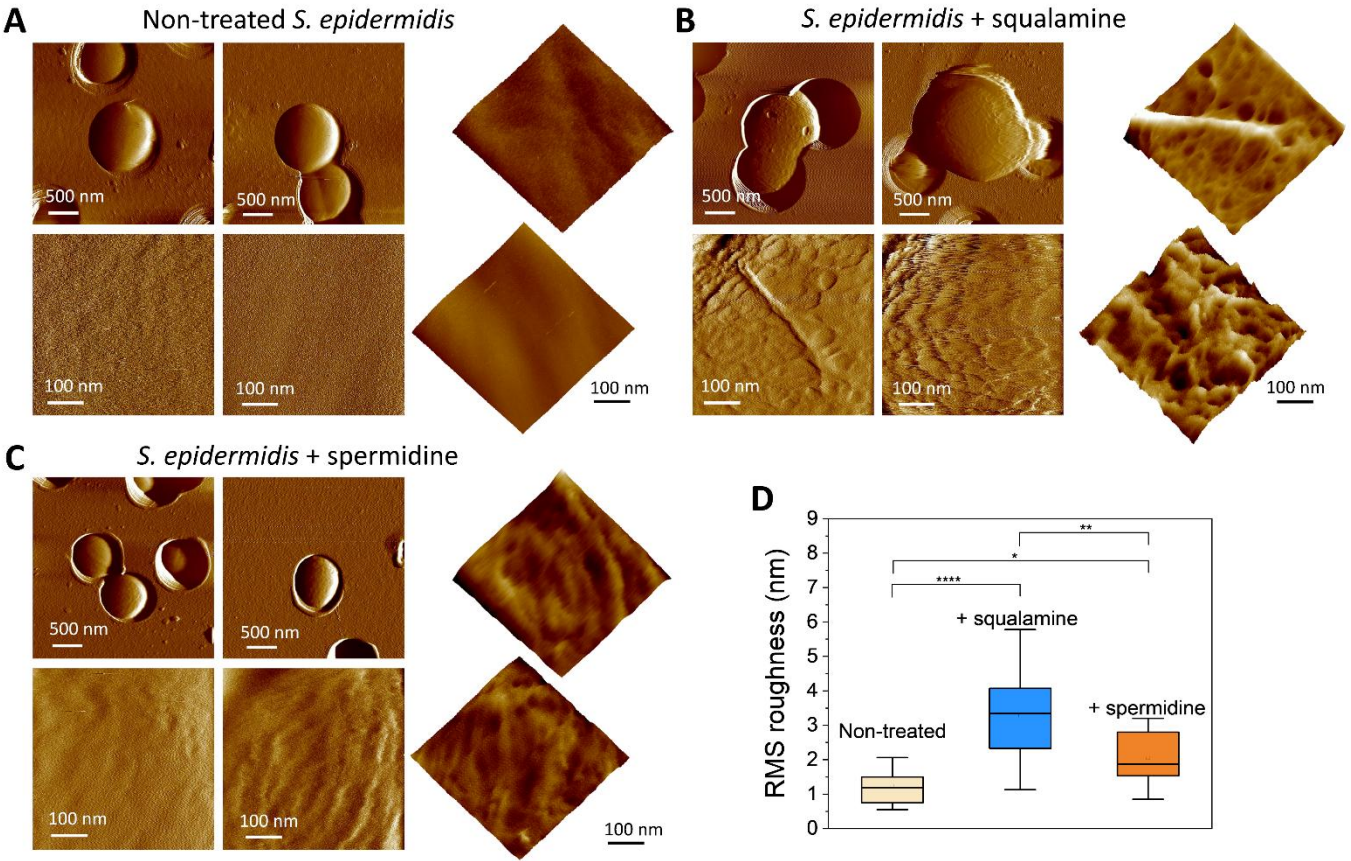 A
Non-treated S. epidermidis
500 nm
500 nm
100 nm
100 nm
100 nm
B
S. epidermidis + squalamine
500 nm
500 nm
100 nm
100 nm
100 nm
C
S. epidermidis + spermidine
500 nm
500 nm
100 nm
100 nm
100 nm
D
RMS roughness (nm)
9
8
7
6
5
4
3
2
1
0
**
*
****
+ squalamine
+ spermidine
Non-treated